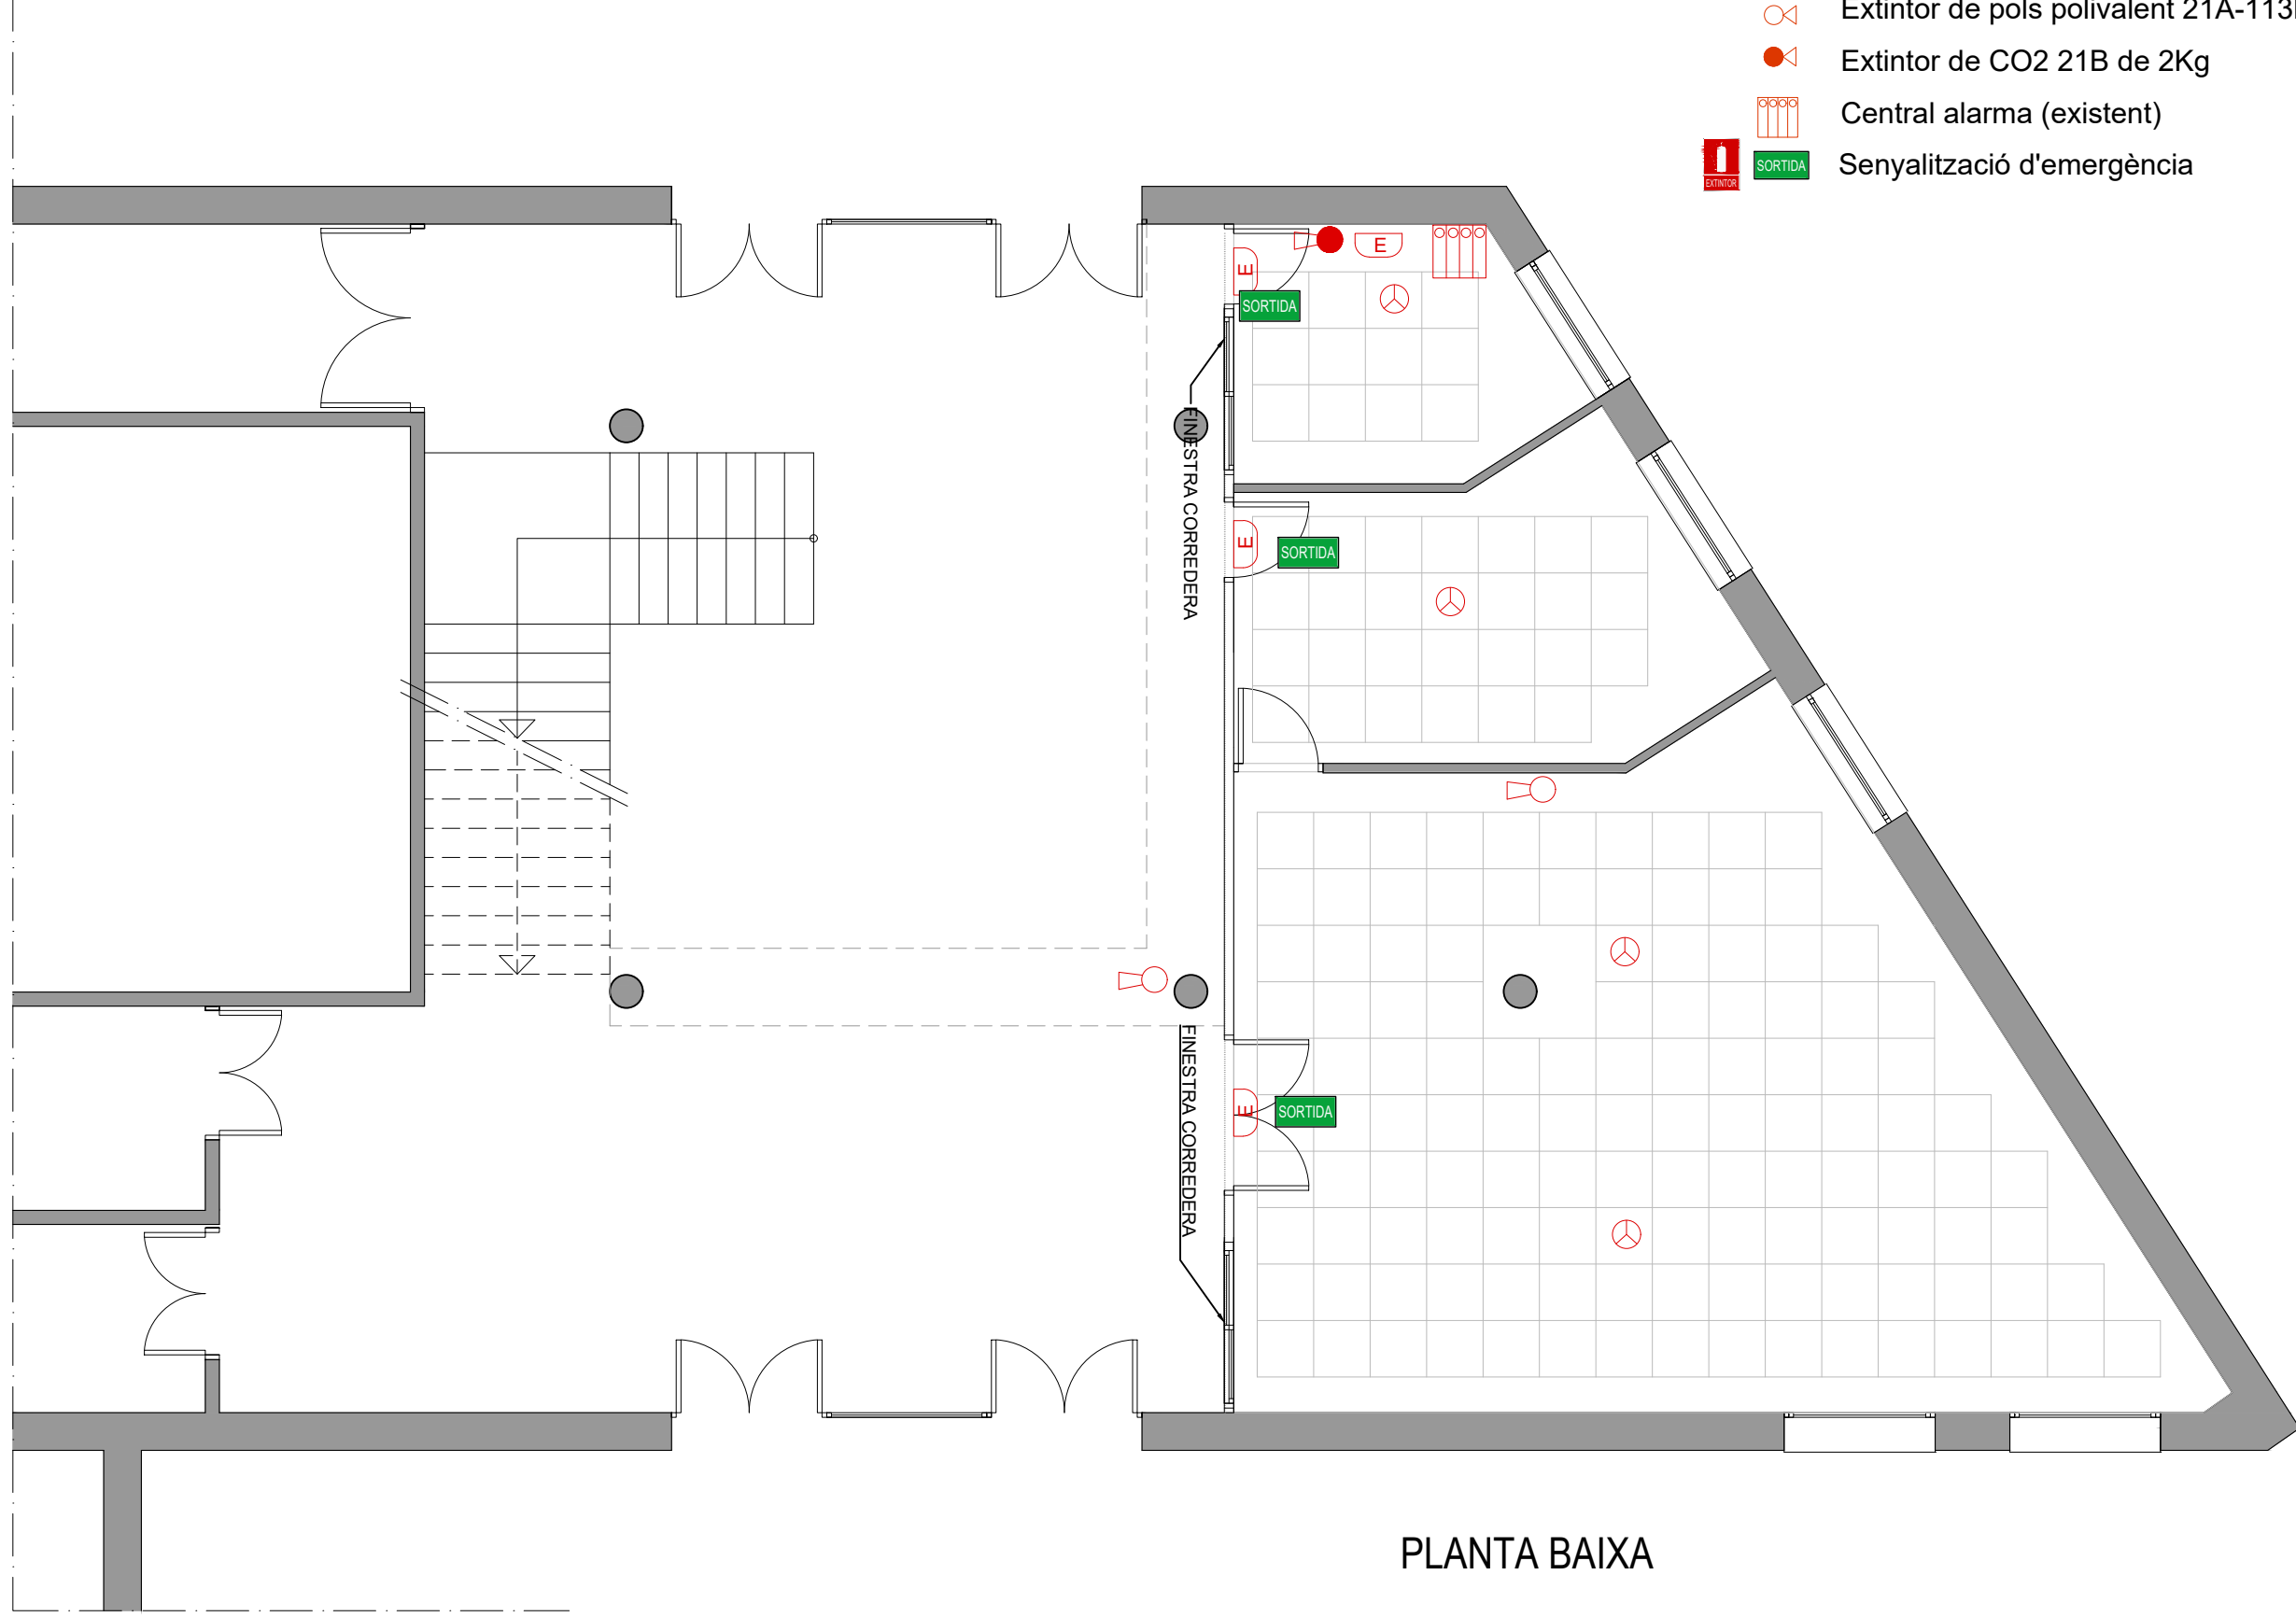 Extintor de pols polivalent 21A-113
Extintor de CO2 21B de 2Kg
Central alarma (existent)
EXTINTOR
SORTIDA
Senyalització d'emergència
E
E
SORTIDA
FINESTRA CORREDERA
E
SORTIDA
FINESTRA CORREDERA
E
SORTIDA
PLANTA BAIXA